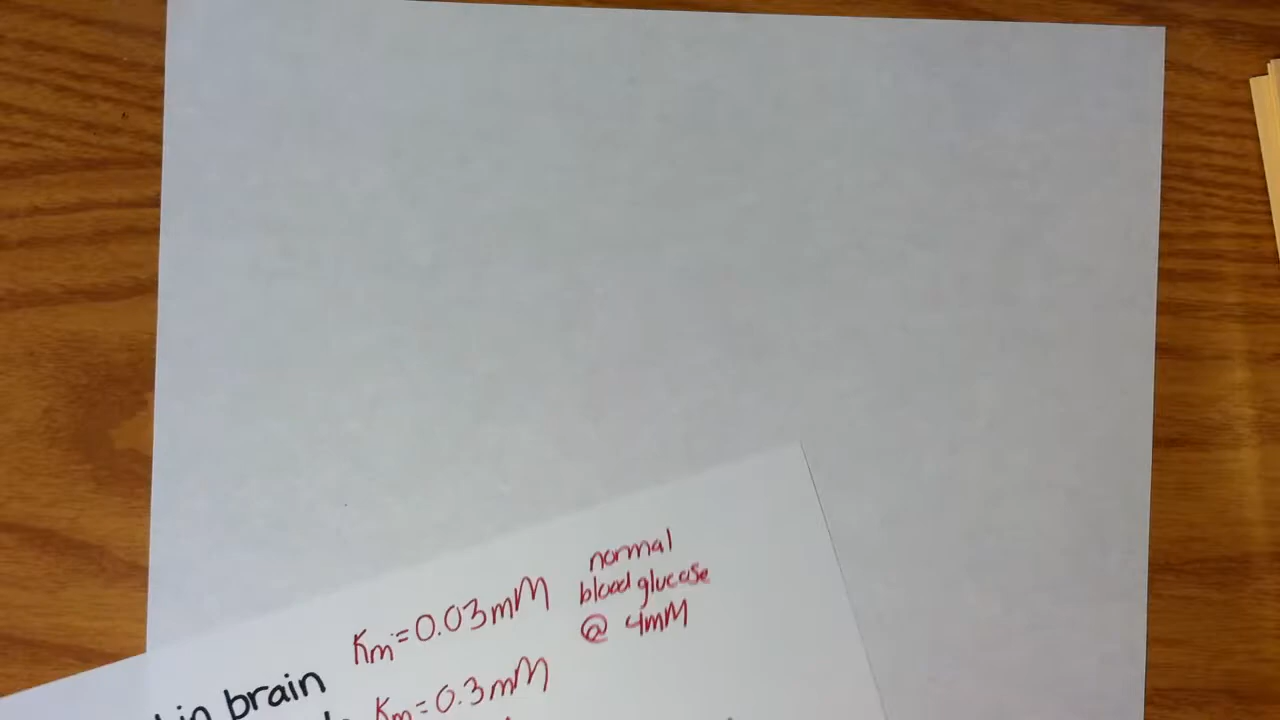 normal
blood glucose
@ 4mM
Km = 0.03mM
in brain
Km = 0.3mM